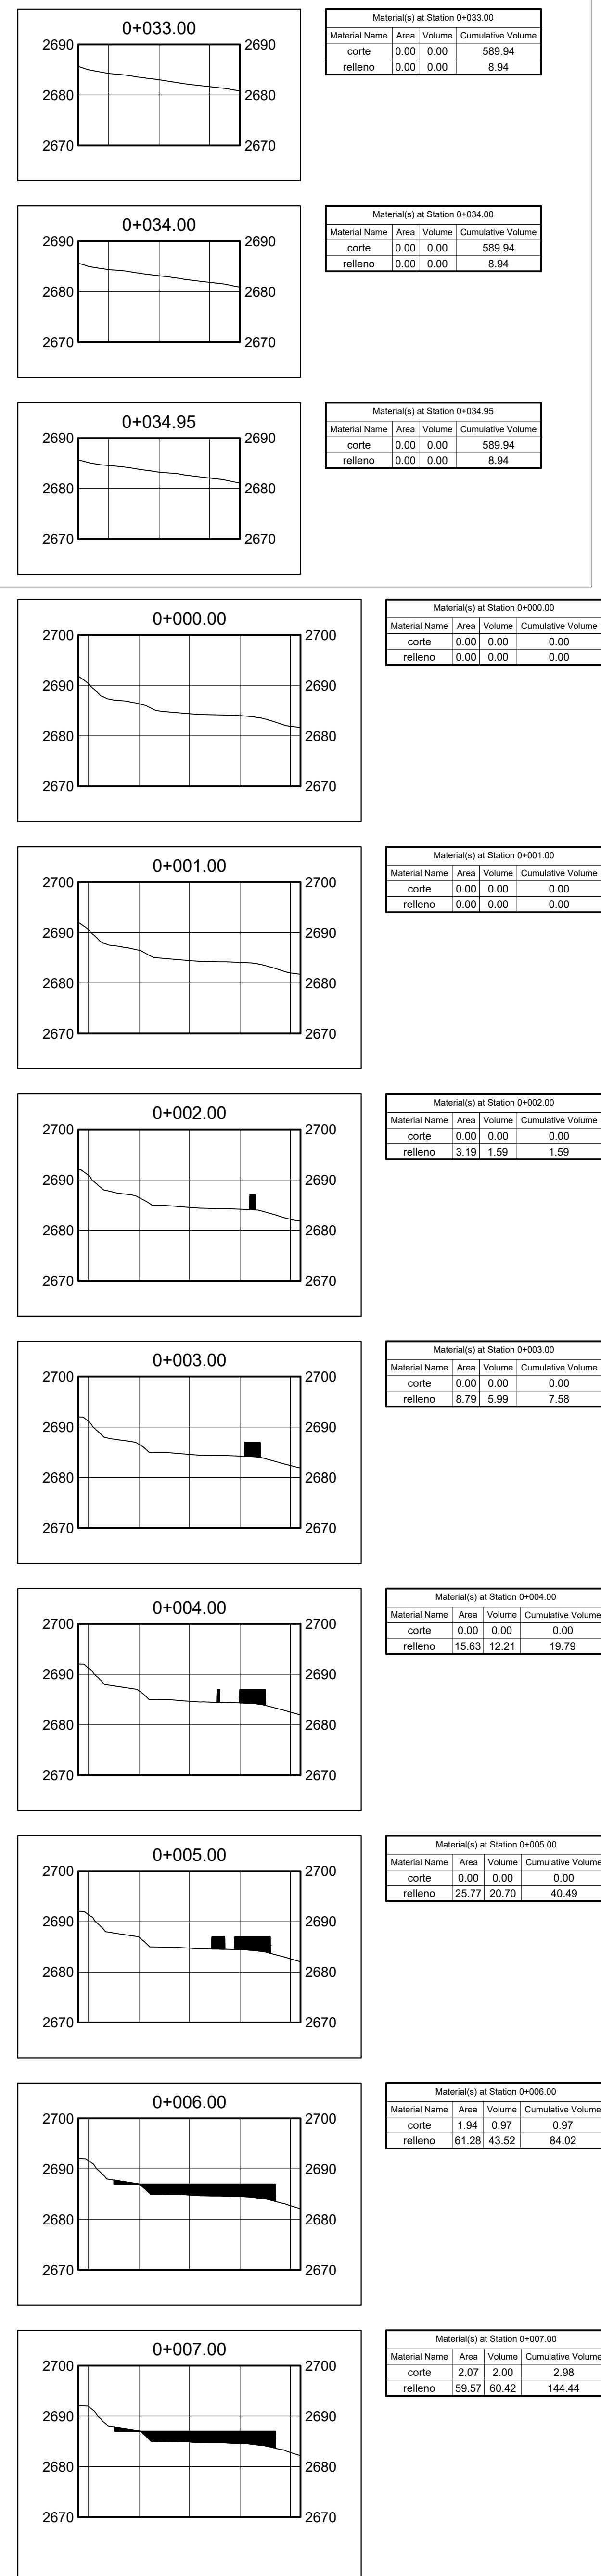 0+033.00
2690 2690
2680 2680
2670 2670
Material(s) at Station 0+033.00
Material Name Area Volume Cumulative Volume
corte 0.00 0.00 589.94
relleno 0.00 0.00 8.94
0+034.00
2690 2690
2680 2680
2670 2670
Material(s) at Station 0+034.00
Material Name Area Volume Cumulative Volume
corte 0.00 0.00 589.94
relleno 0.00 0.00 8.94
0+034.95
2690 2690
2680 2680
2670 2670
Material(s) at Station 0+034.95
Material Name Area Volume Cumulative Volume
corte 0.00 0.00 589.94
relleno 0.00 0.00 8.94
0+000.00
2700 2700
2690 2690
2680 2680
2670 2670
Material(s) at Station 0+000.00
Material Name Area Volume Cumulative Volume
corte 0.00 0.00 0.00
relleno 0.00 0.00 0.00
0+001.00
2700 2700
2690 2690
2680 2680
2670 2670
Material(s) at Station 0+001.00
Material Name Area Volume Cumulative Volume
corte 0.00 0.00 0.00
relleno 0.00 0.00 0.00
0+002.00
2700 2700
2690 2690
2680 2680
2670 2670
Material(s) at Station 0+002.00
Material Name Area Volume Cumulative Volume
corte 0.00 0.00 0.00
relleno 3.19 1.59 1.59
0+003.00
2700 2700
2690 2690
2680 2680
2670 2670
Material(s) at Station 0+003.00
Material Name Area Volume Cumulative Volume
corte 0.00 0.00 0.00
relleno 8.79 5.99 7.58
0+004.00
2700 2700
2690 2690
2680 2680
2670 2670
Material(s) at Station 0+004.00
Material Name Area Volume Cumulative Volume
corte 0.00 0.00 0.00
relleno 15.63 12.21 19.79
0+005.00
2700 2700
2690 2690
2680 2680
2670 2670
Material(s) at Station 0+005.00
Material Name Area Volume Cumulative Volume
corte 0.00 0.00 0.00
relleno 25.77 20.70 40.49
0+006.00
2700 2700
2690 2690
2680 2680
2670 2670
Material(s) at Station 0+006.00
Material Name Area Volume Cumulative Volume
corte 1.94 0.97 0.97
relleno 61.28 43.52 84.02
0+007.00
2700 2700
2690 2690
2680 2680
2670 2670
Material(s) at Station 0+007.00
Material Name Area Volume Cumulative Volume
corte 2.07 2.00 2.98
relleno 59.57 60.42 144.44